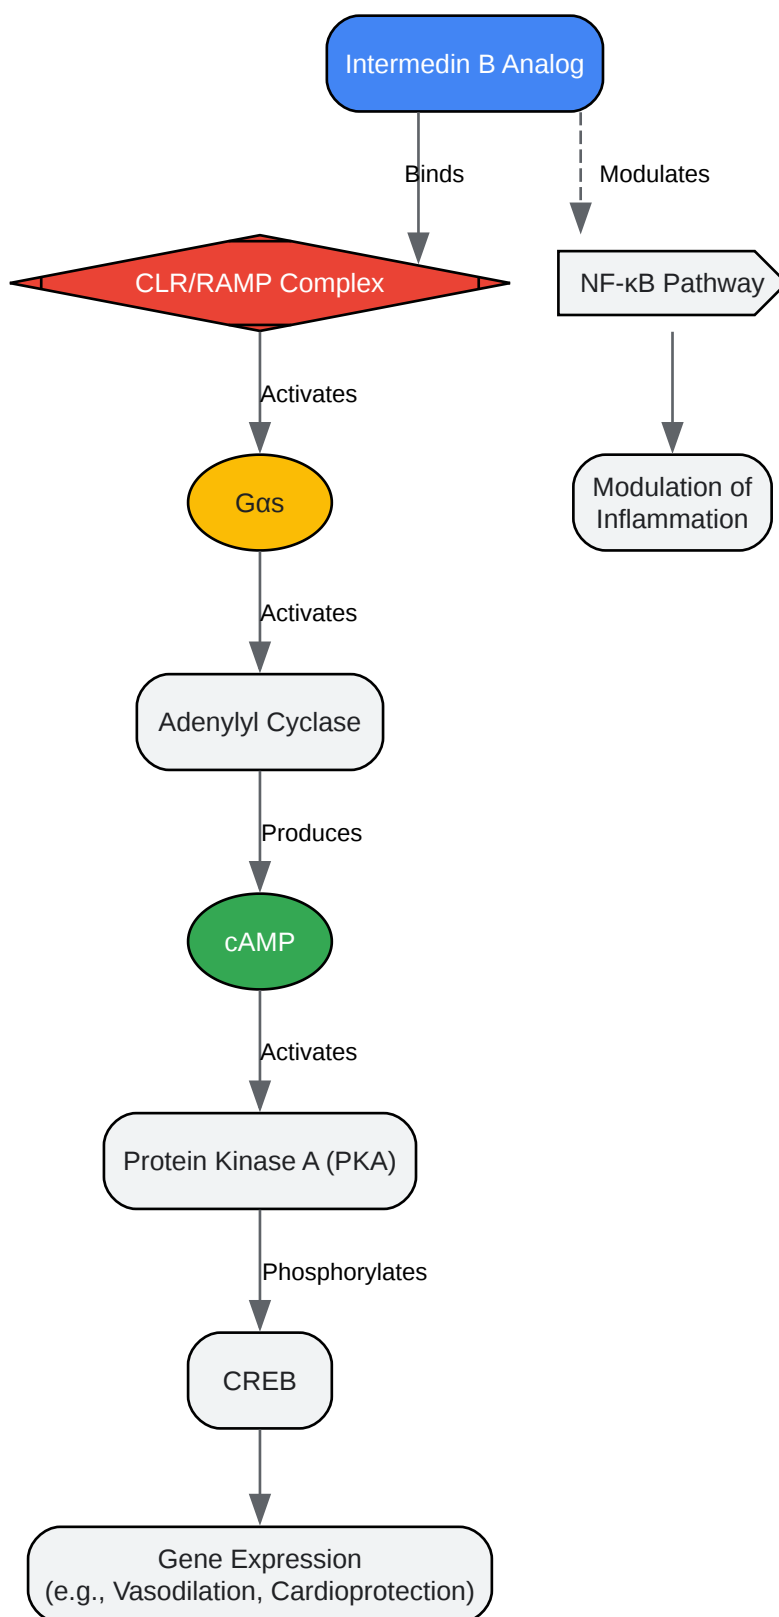 Intermedin B Analog
Binds
Modulates
CLR/RAMP Complex
NF-κB Pathway
Activates
Modulation of
Inflammation
Gαs
Activates
Adenylyl Cyclase
Produces
cAMP
Activates
Protein Kinase A (PKA)
Phosphorylates
CREB
Gene Expression
(e.g., Vasodilation, Cardioprotection)